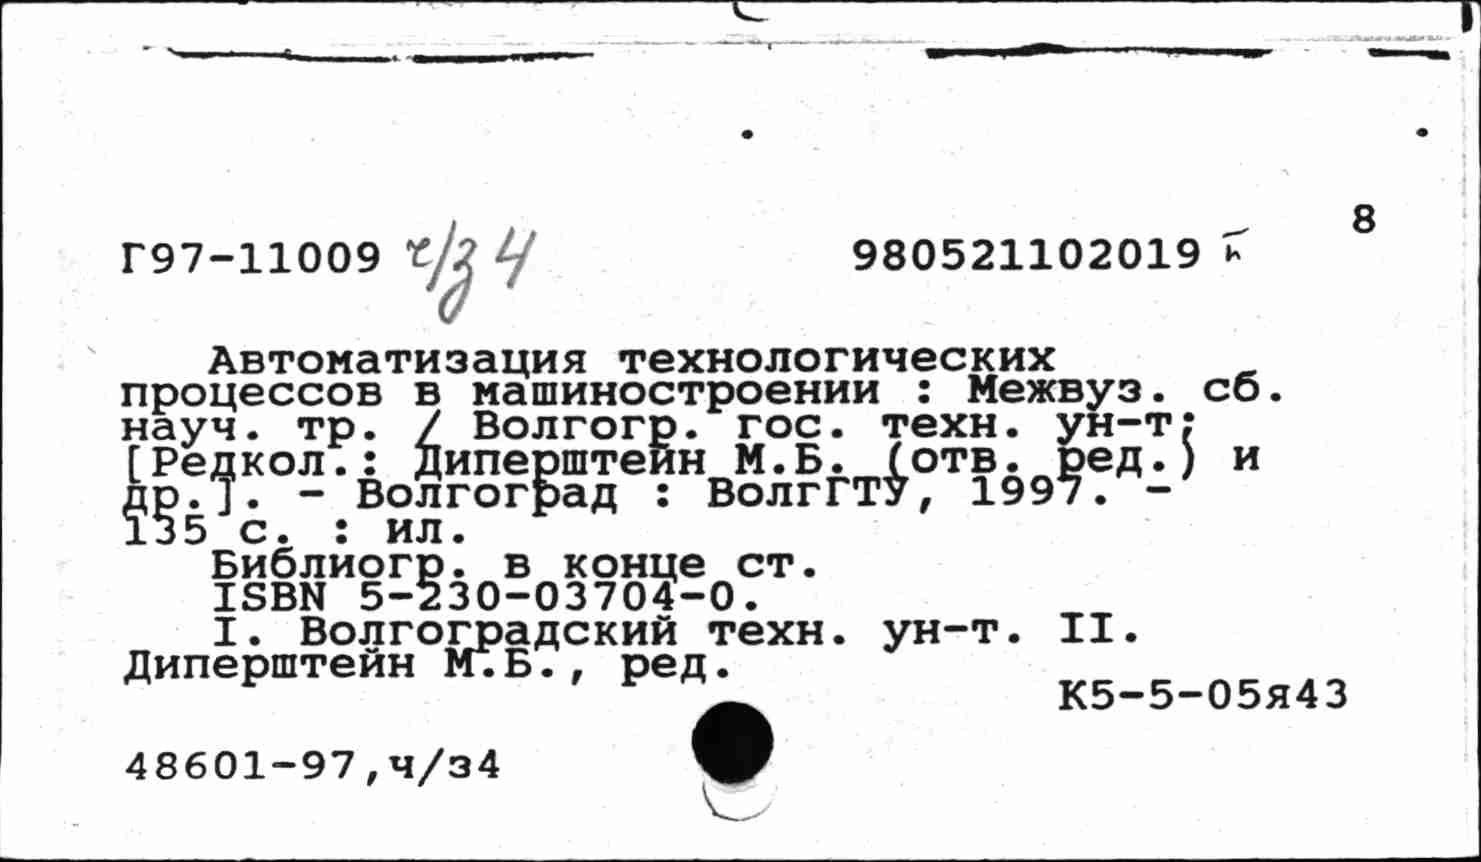 8
Г97-11009 ч/з 4 980521102019 
Автоматизация технологических
процессов в машиностроении : Межвуз. сб.
науч. тр. / Волгогр. гос. техн. ун-т;
[Редкол.: Диперштейн М.Б. (отв. ред.) и
др.]. - Волгоград : ВолгГТУ, 1997. -
135 с. : ил.
Библиогр. в конце ст.
ISBN 5-230-03704-0.
I. Волгоградский техн. ун-т. II.
Диперштейн М.Б., ред.
К5-5-05я43
48601-97,ч/з4